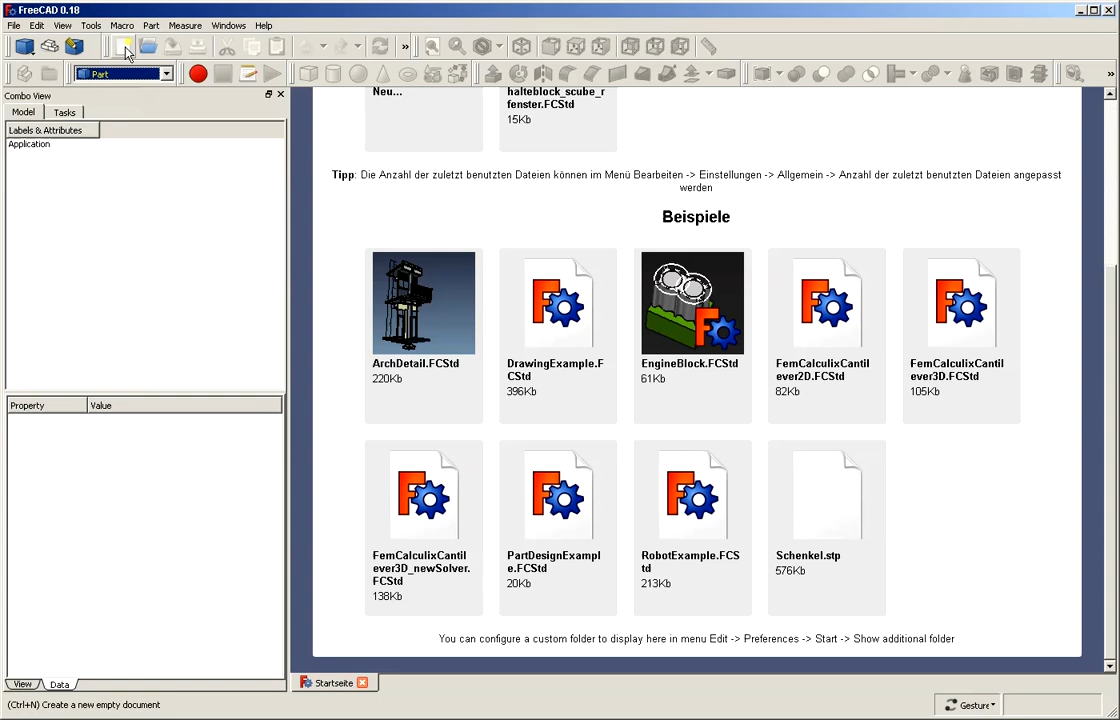 FreeCAD 0.18
File Edit View Tools Macro Part Measure Windows Help
Part
Combo View
Model Tasks
Labels & Attributes
Application
Property Value
View Data
Neu...
halteblock_scube_r
fenster.FCStd
15Kb
Tipp: Die Anzahl der zuletzt benutzten Dateien können im Menü Bearbeiten -> Einstellungen -> Allgemein -> Anzahl der zuletzt benutzten Dateien angepasst
werden
Beispiele
ArchDetail.FCStd
220Kb
DrawingExample.F
CStd
396Kb
EngineBlock.FCStd
61Kb
FemCalculixCantil
ever2D.FCStd
82Kb
FemCalculixCantil
ever3D.FCStd
105Kb
FemCalculixCantil
ever3D_newSolver.
FCStd
138Kb
PartDesignExampl
e.FCStd
20Kb
RobotExample.FCS
td
213Kb
Schenkel.stp
576Kb
You can configure a custom folder to display here in menu Edit -> Preferences -> Start -> Show additional folder
Startseite
(Ctrl+N) Create a new empty document
Gesture